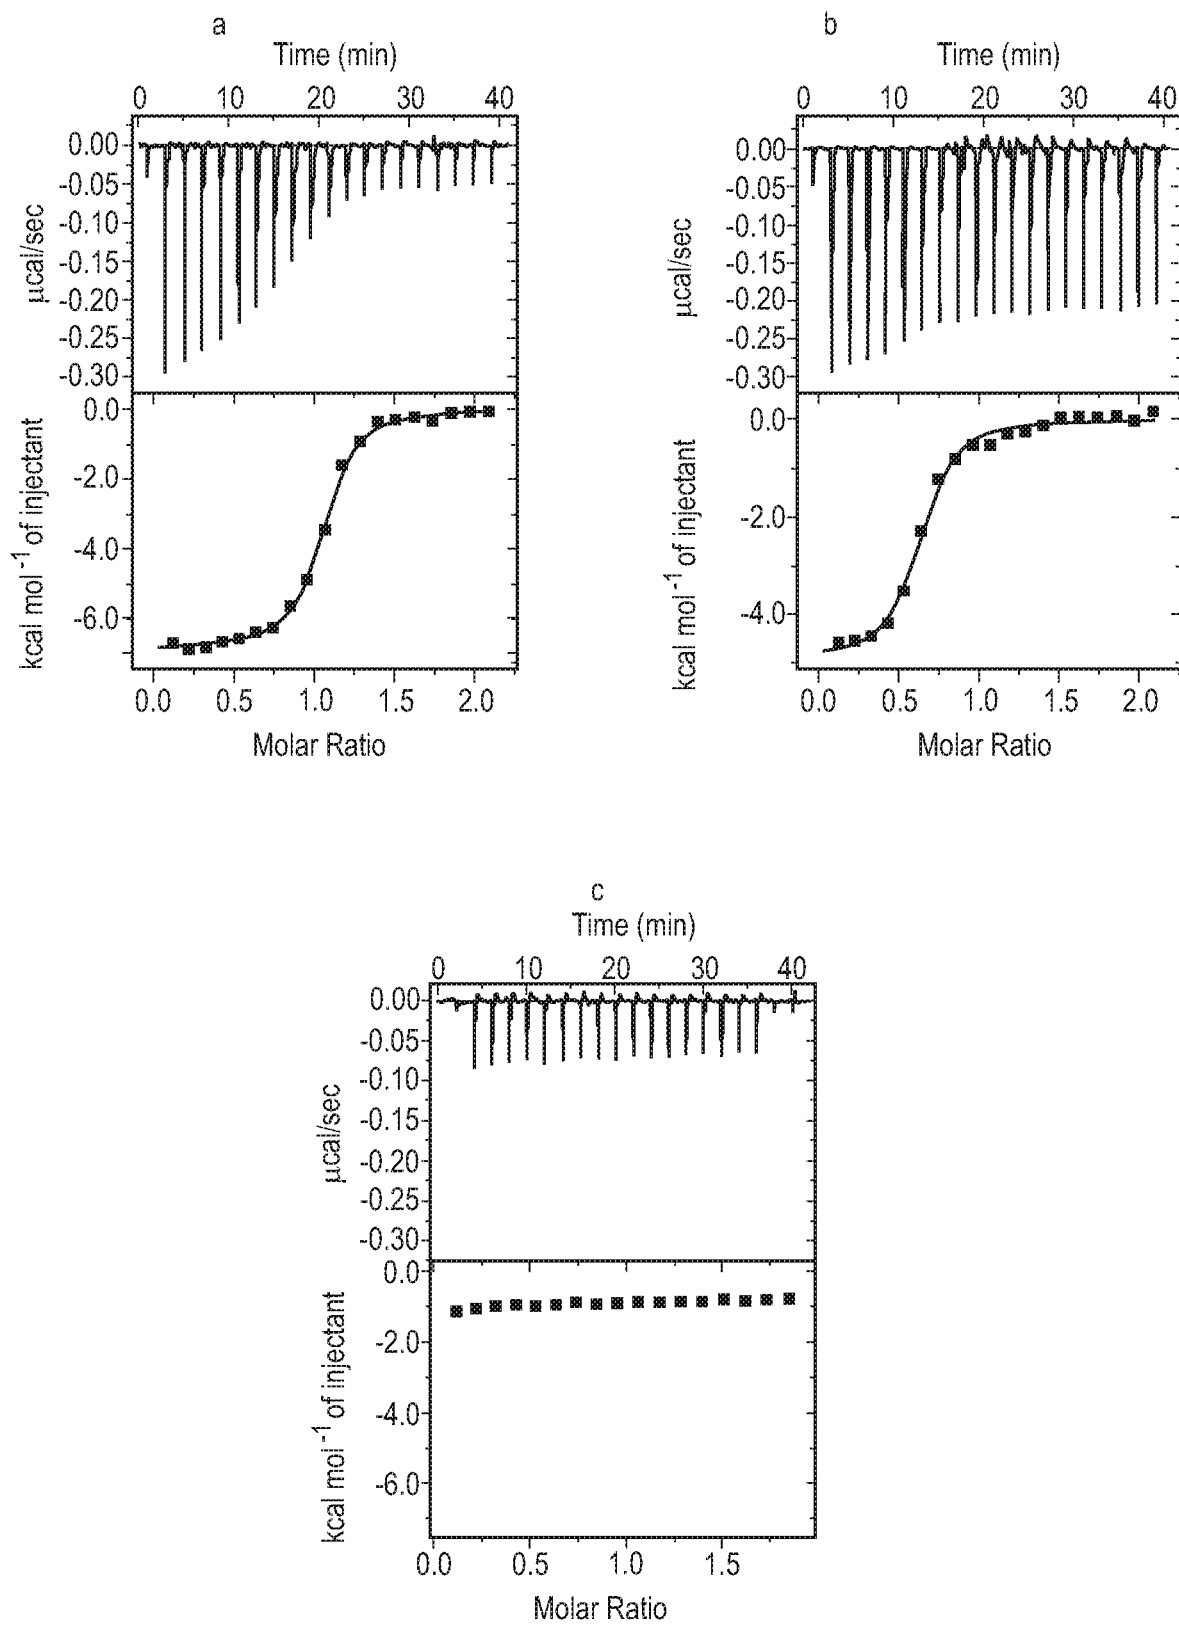 a
Time (min)
0 10 20 30 40
0.00
-0.05
-0.10
-0.15
-0.20
-0.25
-0.30
µcal/sec
0.0
-2.0
-4.0
-6.0
kcal mol⁻¹ of injectant
0.0 0.5 1.0 1.5 2.0
Molar Ratio
b
Time (min)
0 10 20 30 40
0.00
-0.05
-0.10
-0.15
-0.20
-0.25
-0.30
µcal/sec
0.0
-2.0
-4.0
kcal mol⁻¹ of injectant
0.0 0.5 1.0 1.5 2.0
Molar Ratio
c
Time (min)
0 10 20 30 40
0.00
-0.05
-0.10
-0.15
-0.20
-0.25
-0.30
µcal/sec
0.0
-2.0
-4.0
-6.0
kcal mol⁻¹ of injectant
0.0 0.5 1.0 1.5
Molar Ratio